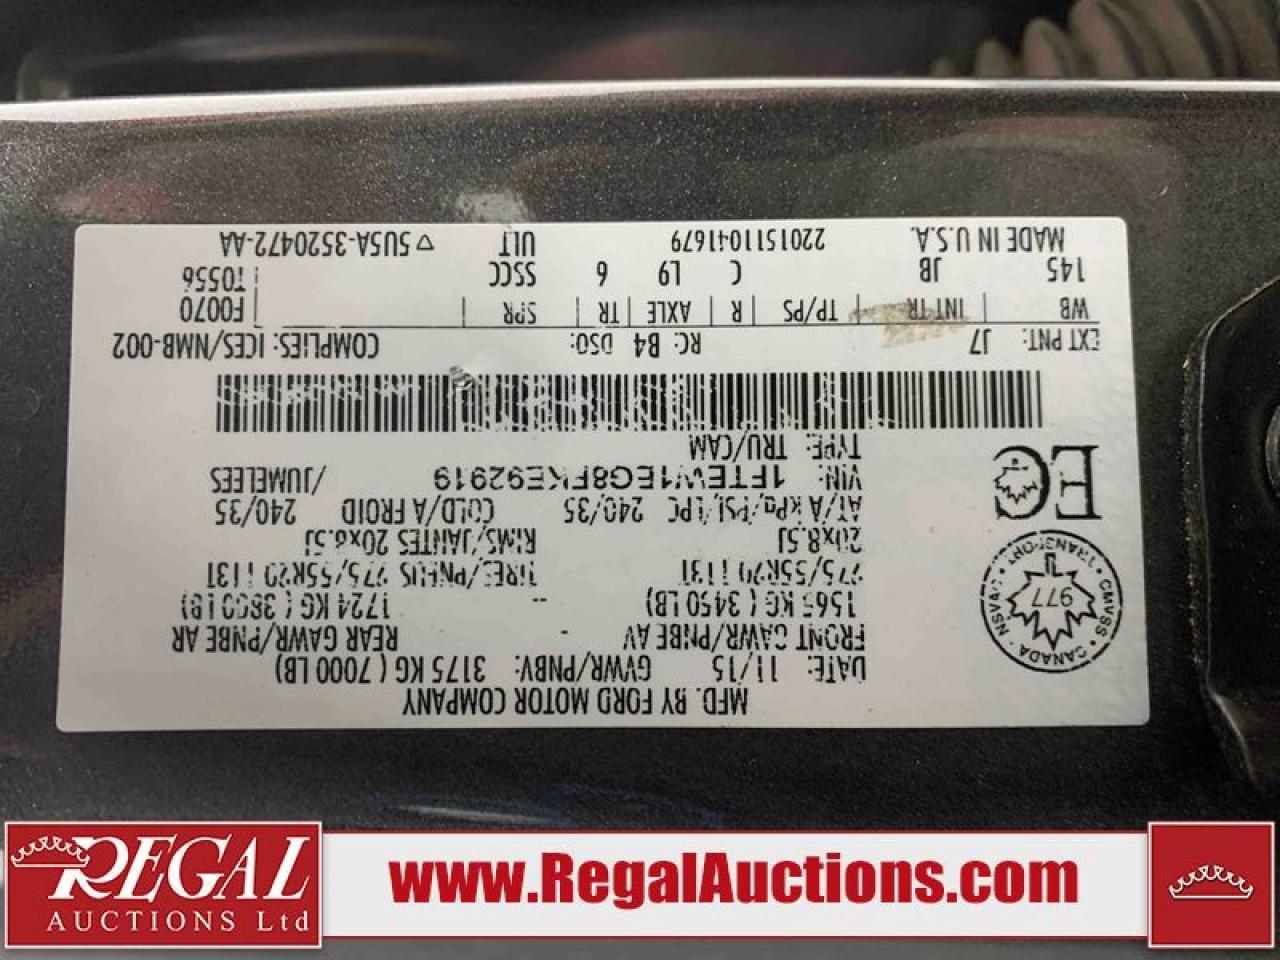 MFD. BY FORD MOTOR COMPANY
DATE: 11/15 GVWR/PNBV: 3175 KG ( 7000 LB)
FRONT GAWR/PNBE AV - REAR GAWR/PNBE AR
1565 KG ( 3450 LB) -- 1724 KG ( 3800 LB)
275/55R20 113T TIRES/PNEUS 275/55R20 113T
20x8.5J RIMS/JANTES 20x8.5J
AT/A kPa/PSI/LPC 240/35 COLD/A FROID 240/35
VIN: 1FTEW1EG8FKE92919 /JUMELEES
TYPE: TRU/CAM
CANADA · TRANSPORT · CMVSS · NSVAC
977
EC
EXT PNT: J7 RC: B4 DSO: COMPLIES: ICES/NMB-002
WB | INT TR | TP/PS | R | AXLE | TR | SPR | F0070
145 JB C L9 6 SSCC T0556
MADE IN U.S.A. 2201511041679 ULT ▽ 5U5A-3520472-AA
REGAL
AUCTIONS Ltd
www.RegalAuctions.com